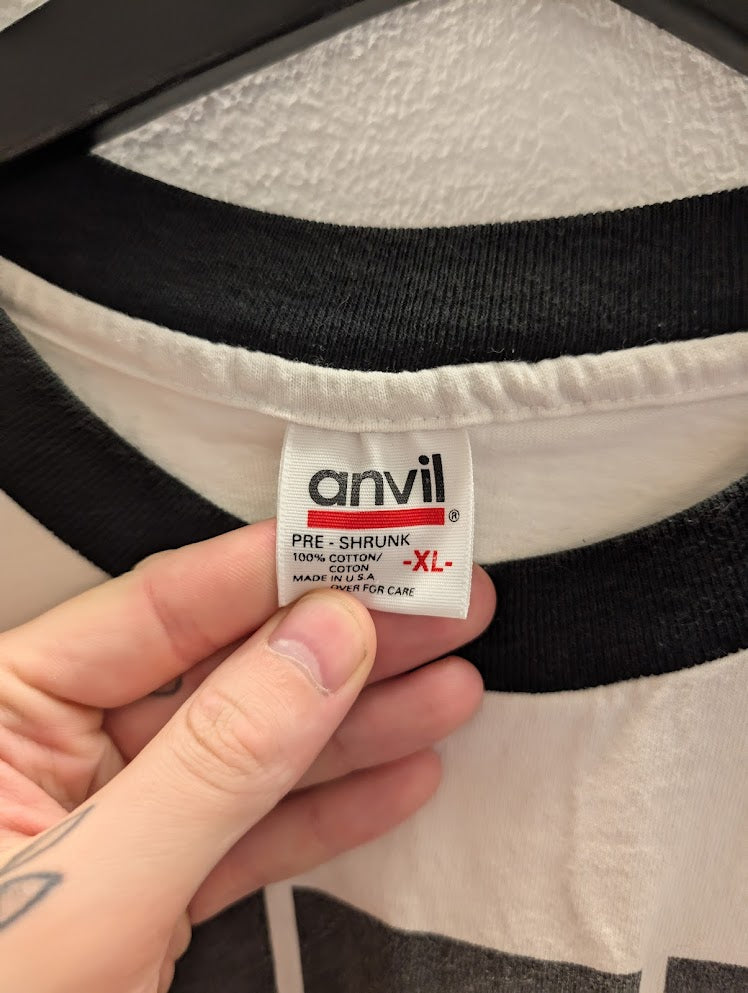 anvil
®
PRE - SHRUNK
100% COTTON/
COTON
-XL-
MADE IN U.S.A
OVER FOR CARE